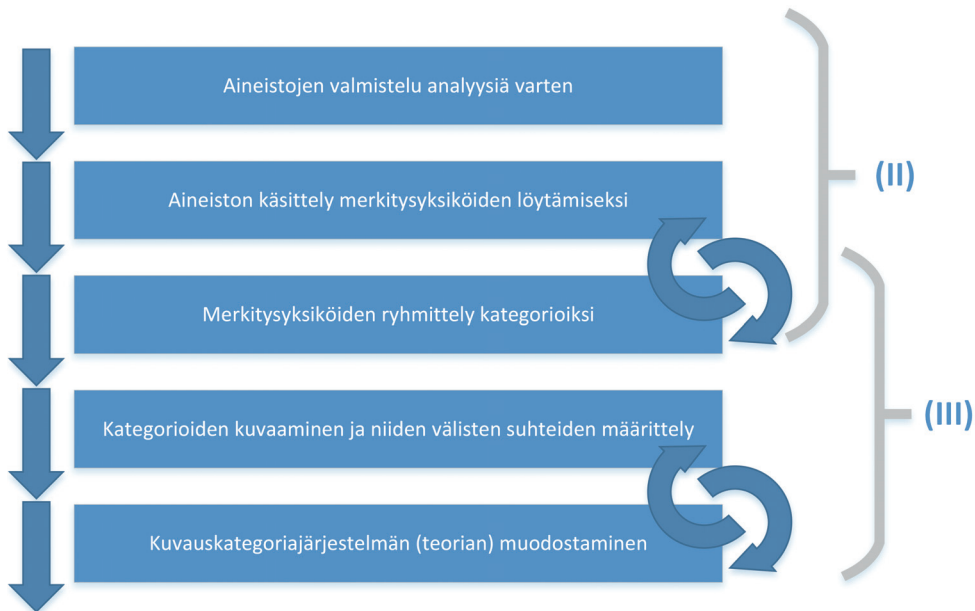 Aineistojen valmistelu analyysiä varten
Aineiston käsittely merkitysyksiköiden löytämiseksi
(II)
Merkitysyksiköiden ryhmittely kategorioiksi
Kategorioiden kuvaaminen ja niiden välisten suhteiden määrittely
(III)
Kuvauskategoriajärjestelmän (teorian) muodostaminen